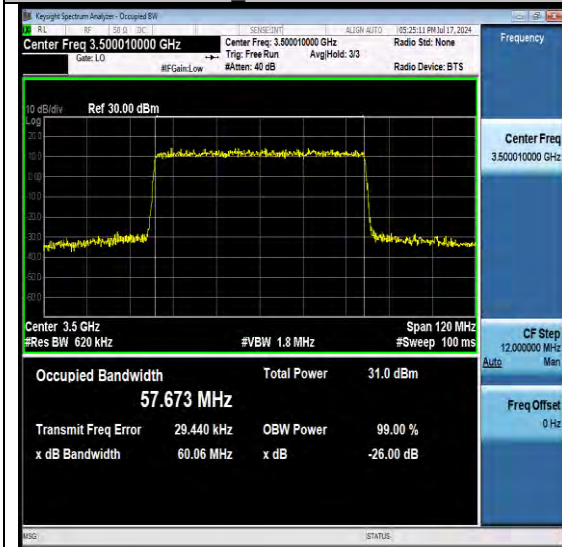 Keysight Spectrum Analyzer - Occupied BW
RL RF 50 Ω DC SENSE:INT ALIGN AUTO 05:25:11 PM Jul 17, 2024
Center Freq 3.500010000 GHz Center Freq: 3.500010000 GHz Radio Std: None Frequency
Gate: LO Trig: Free Run Avg|Hold: 3/3
#IFGain:Low #Atten: 40 dB Radio Device: BTS
10 dB/div Ref 30.00 dBm
Log
20.0
10.0
0.00
-10.0
-20.0
-30.0
-40.0
-50.0
-60.0
Center Freq
3.500010000 GHz
Center 3.5 GHz Span 120 MHz
#Res BW 620 kHz #VBW 1.8 MHz #Sweep 100 ms
CF Step
12.000000 MHz
Auto Man
Occupied Bandwidth Total Power 31.0 dBm
57.673 MHz
Transmit Freq Error 29.440 kHz OBW Power 99.00 %
x dB Bandwidth 60.06 MHz x dB -26.00 dB
Freq Offset
0 Hz
MSG STATUS